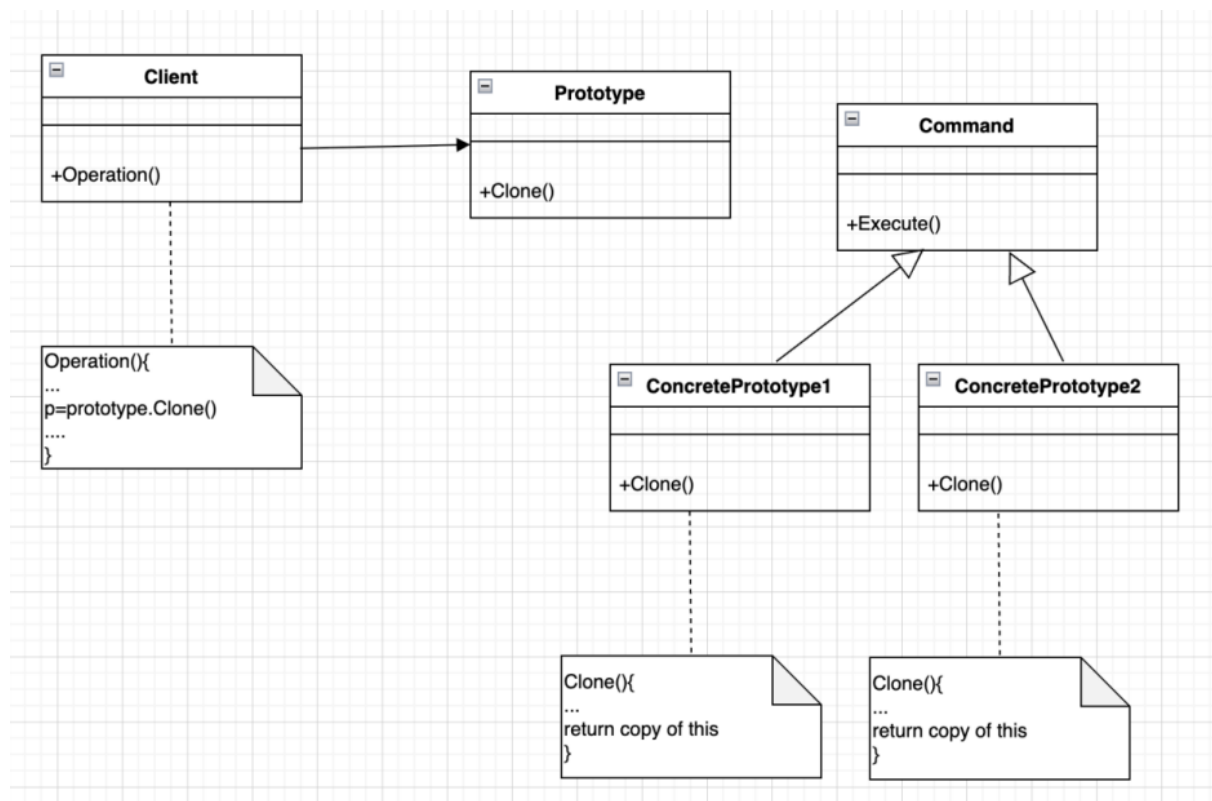 Client
+Operation()
Prototype
+Clone()
Command
+Execute()
Operation(){
...
p=prototype.Clone()
....
}
ConcretePrototype1
+Clone()
ConcretePrototype2
+Clone()
Clone(){
...
return copy of this
}
Clone(){
...
return copy of this
}